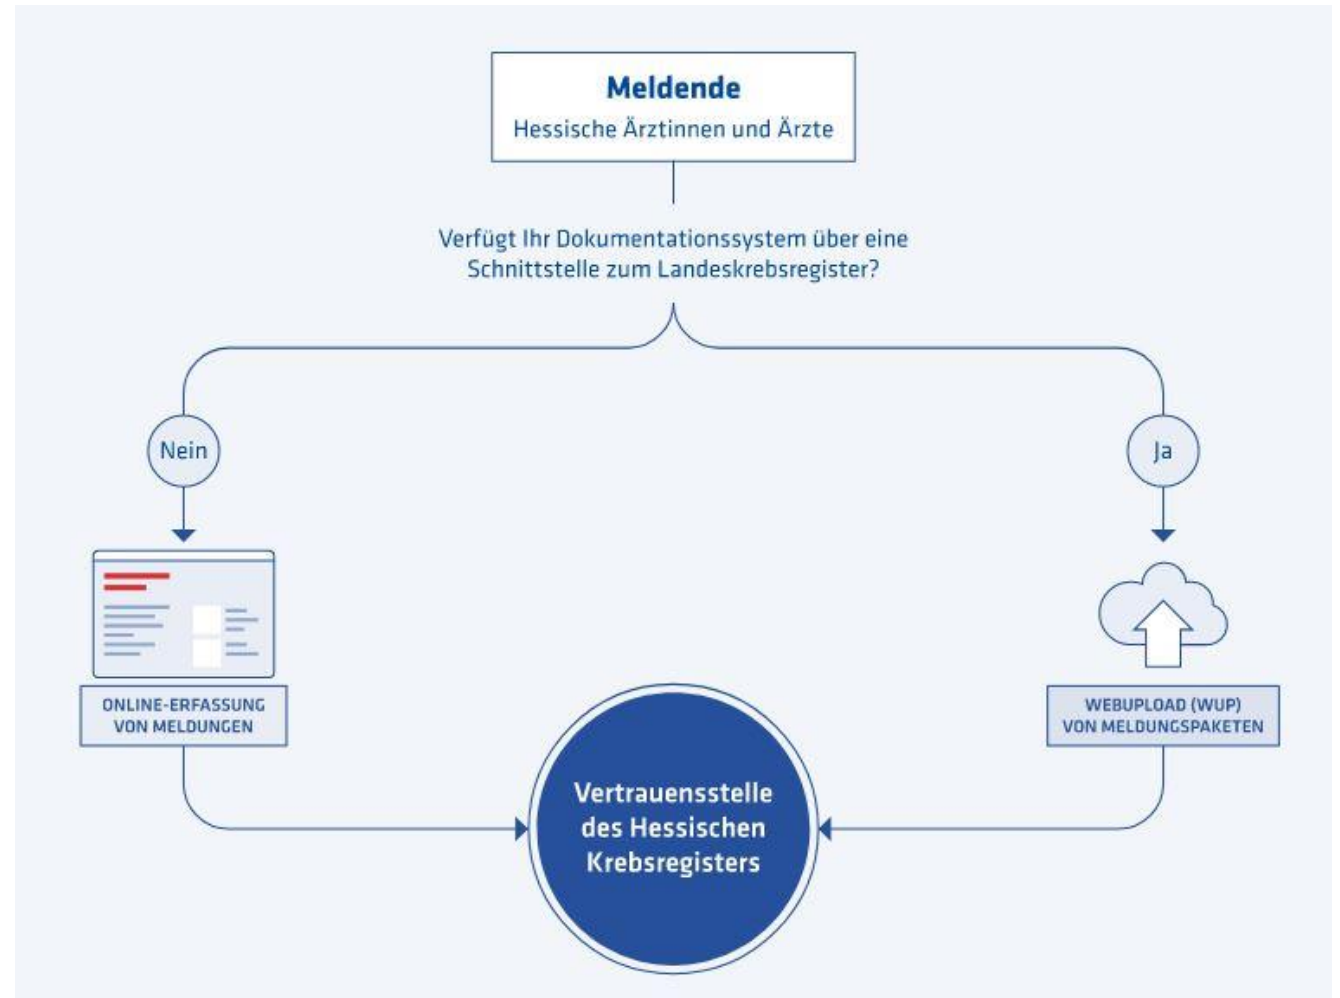 Meldende
Hessische Ärztinnen und Ärzte
Verfügt Ihr Dokumentationssystem über eine
Schnittstelle zum Landeskrebsregister?
Nein
Ja
ONLINE-ERFASSUNG
VON MELDUNGEN
WEBUPLOAD (WUP)
VON MELDUNGSPAKETEN
Vertrauensstelle
des Hessischen
Krebsregisters